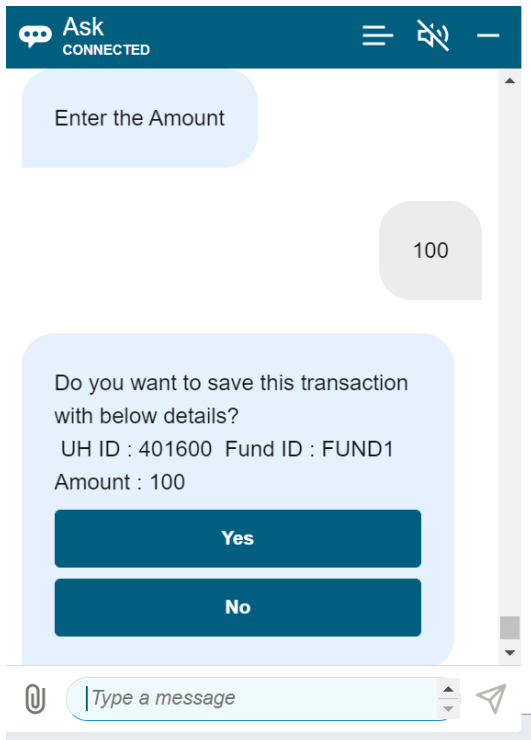 Ask
CONNECTED
Enter the Amount
100
Do you want to save this transaction
with below details?
UH ID : 401600  Fund ID : FUND1
Amount : 100
Yes
No
Type a message